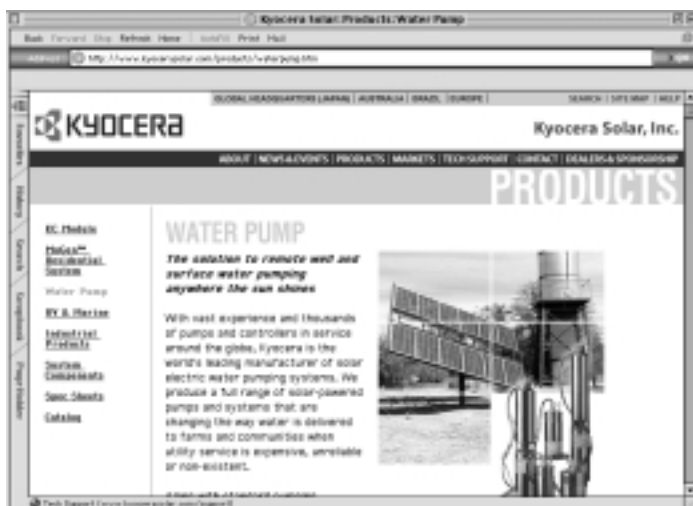 Kyocera Solar: Products: Water Pump
Back Forward Stop Refresh Home AutoFill Print Mail
http://www.kyocerasolar.com/products/waterpump.htm
GLOBAL HEADQUARTERS (JAPAN) | AUSTRALIA | BRAZIL | EUROPE |
SEARCH | SITE MAP | HELP
KYOCERA
Kyocera Solar, Inc.
ABOUT | NEWS & EVENTS | PRODUCTS | MARKETS | TECH SUPPORT | CONTACT | DEALERS & SPONSORSHIP
PRODUCTS
Favorites
History
Search
Scrapbook
Page Holder
KC Module
MyGen™
Residential
System
Water Pump
RV & Marine
Industrial
Products
System
Components
Spec Sheets
Catalog
WATER PUMP
The solution to remote well and
surface water pumping
anywhere the sun shines
With vast experience and thousands
of pumps and controllers in service
around the globe, Kyocera is the
world's leading manufacturer of solar
electric water pumping systems. We
produce a full range of solar-powered
pumps and systems that are
changing the way water is delivered
to farms and communities when
utility service is expensive, unreliable
or non-existent.